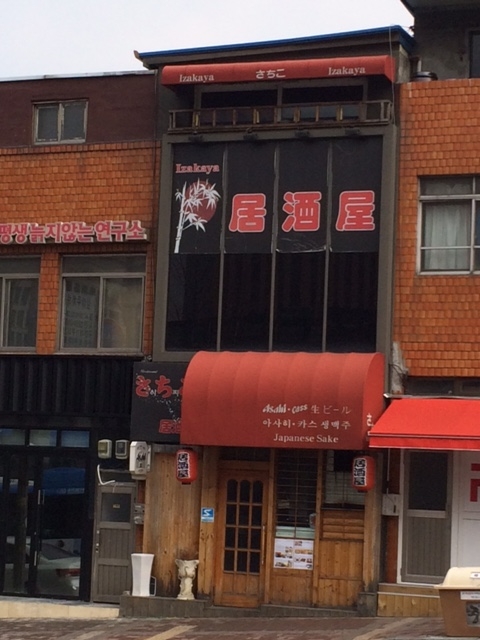 Izakaya さちこ Izakaya
Izakaya
居酒屋
평생늙지않는연구소
さち
Asahi・cass 生ビール
아사히・카스 생맥주
Japanese Sake